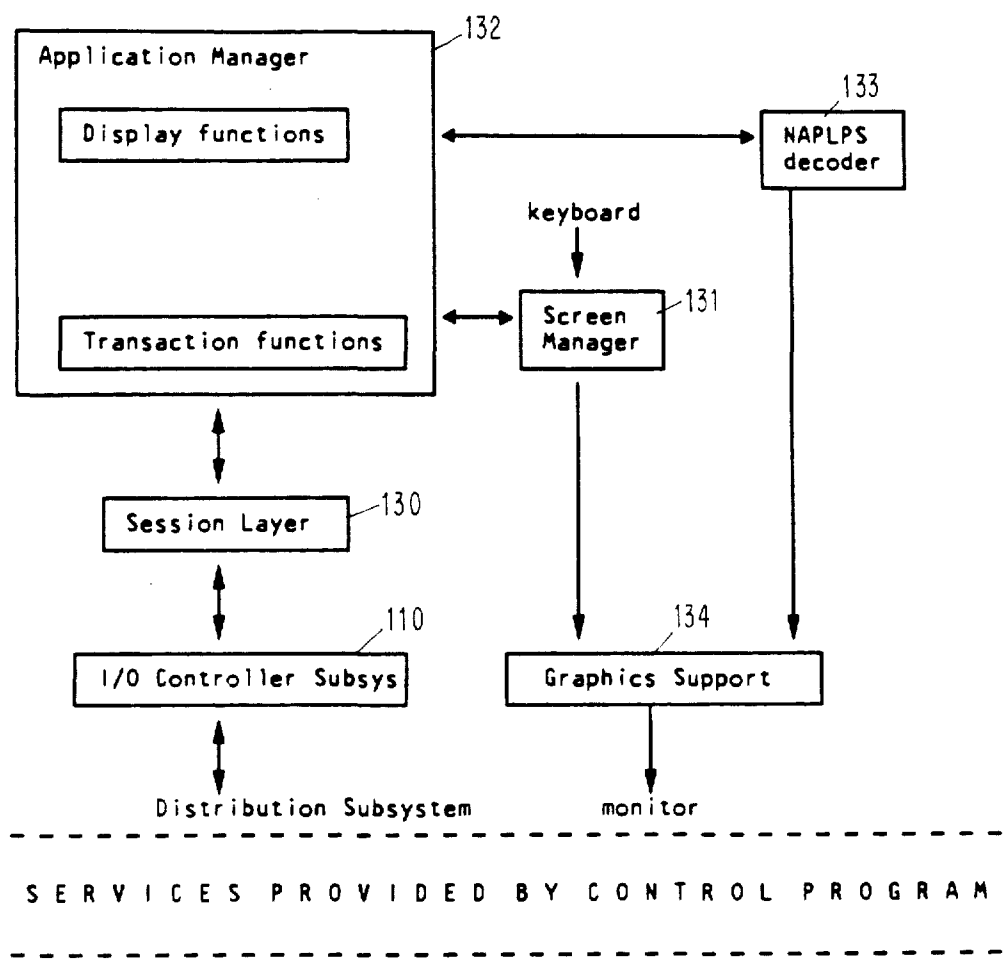 132
Application Manager
133
Display functions
NAPLPS
decoder
keyboard
131
Screen
Manager
Transaction functions
130
Session Layer
110
134
I/O Controller Subsys
Graphics Support
Distribution Subsystem
monitor
SERVICES PROVIDED BY CONTROL PROGRAM